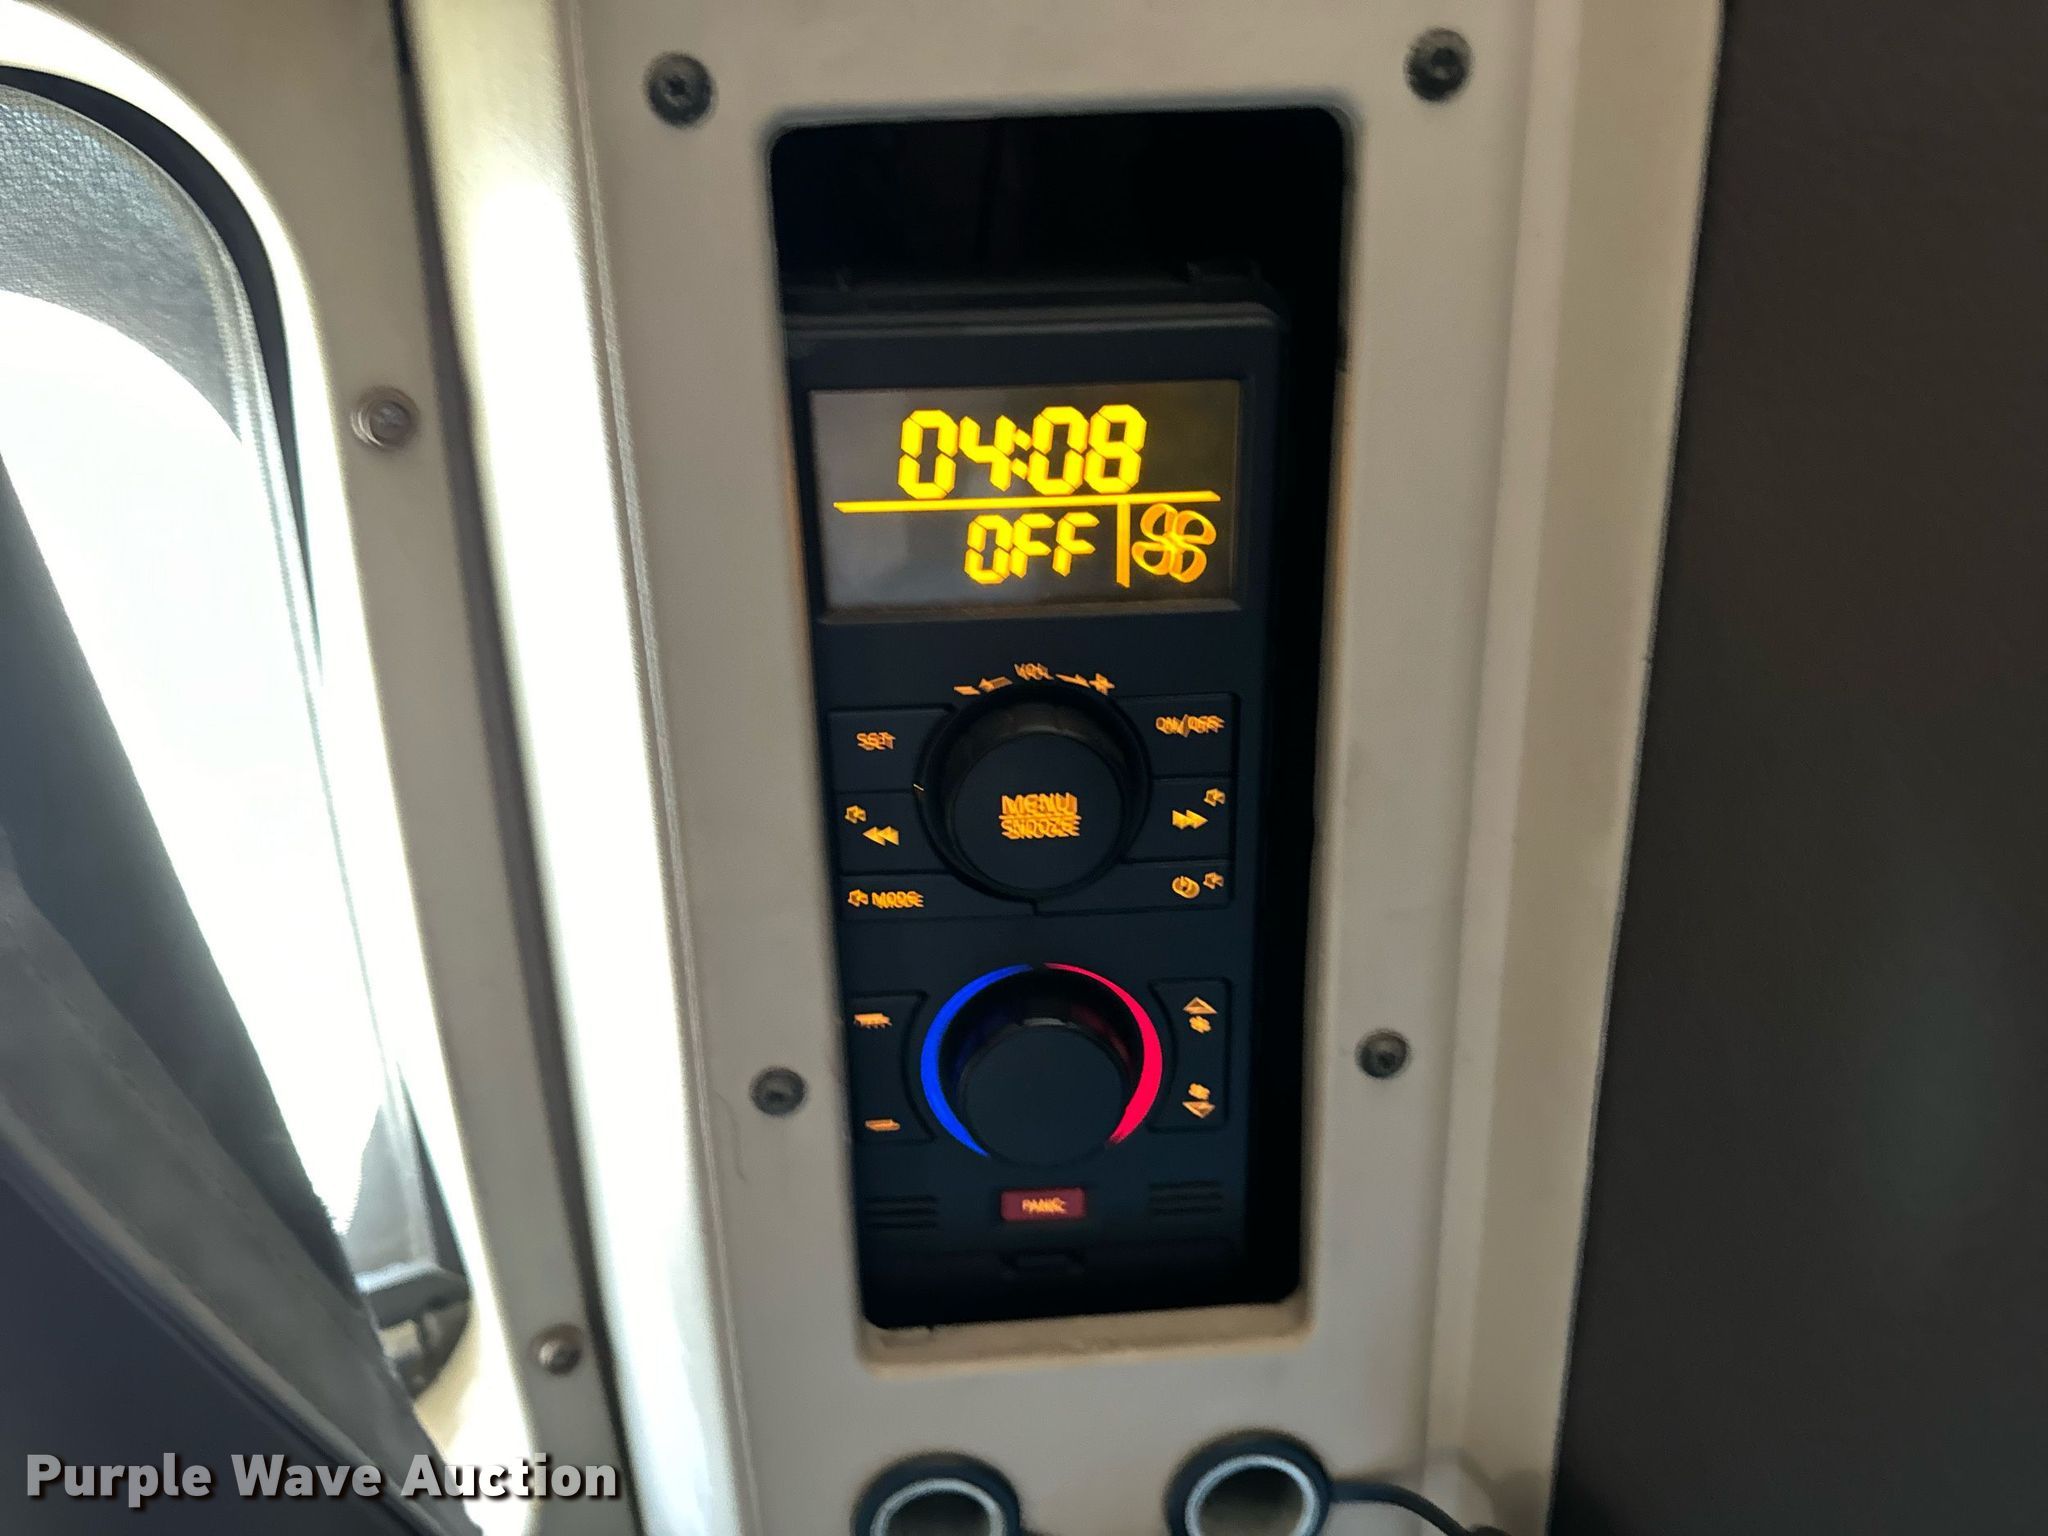 04:08
OFF
- VOL +
SET
ON/OFF
MENU
SNOOZE
MODE
PANIC
Purple Wave Auction